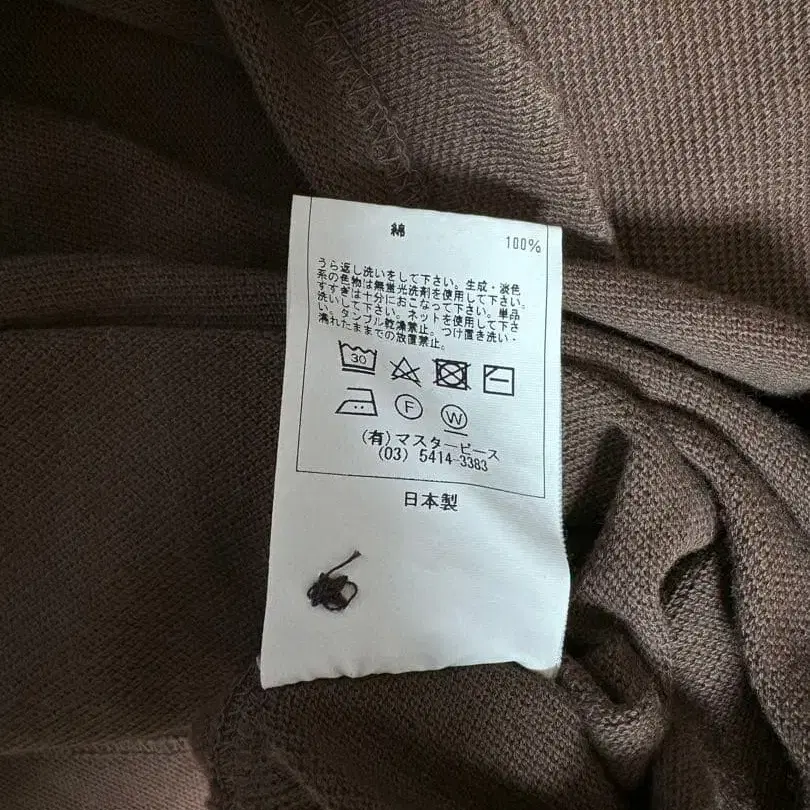 綿 100%
うら返し洗いをして下さい。生成・淡色
系の色物は無蛍光洗剤を使用して下さい。
すすぎは十分におこなって下さい。単品
洗いして下さい。ネットを使用して下さ
い。タンブル乾燥禁止。つけ置き洗い・
濡れたままでの放置禁止。
30
F
W
(有)マスターピース
(03) 5414-3383
日本製